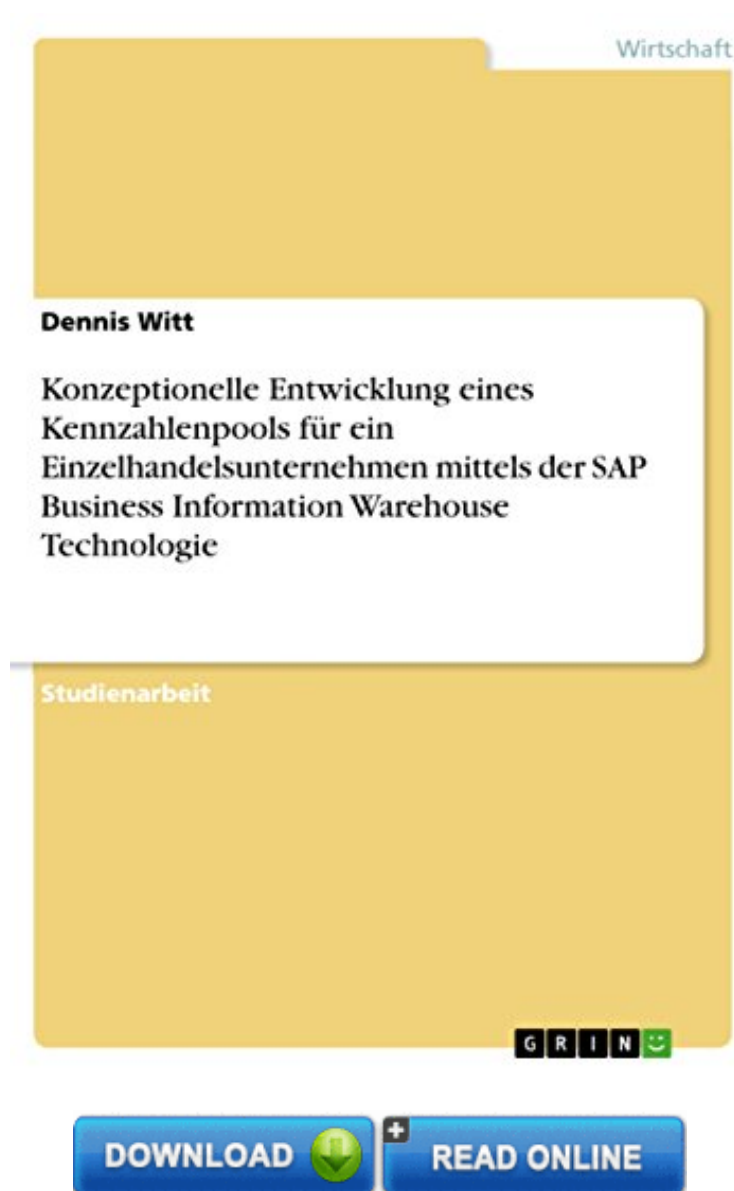 Wirtschaft
Dennis Witt
Konzeptionelle Entwicklung eines
Kennzahlenpools für ein
Einzelhandelsunternehmen mittels der SAP
Business Information Warehouse
Technologie
Studienarbeit
GRIN
DOWNLOAD
READ ONLINE